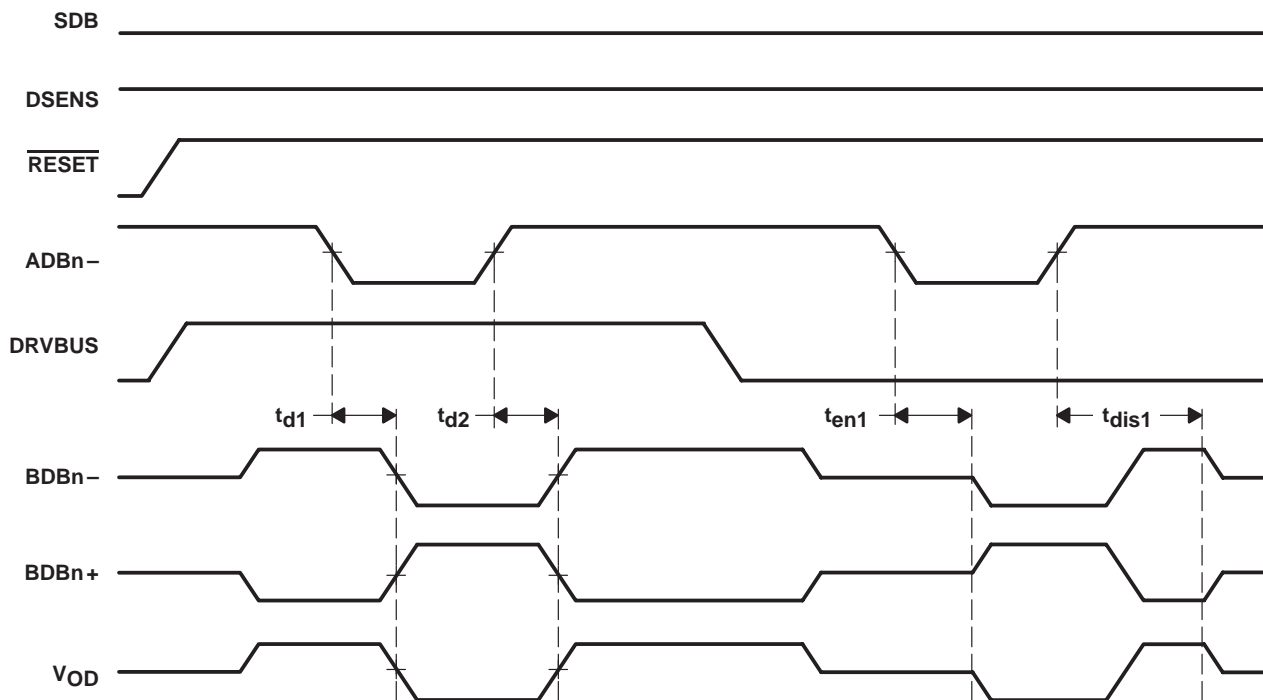 SDB
DSENS
RESET
ADBn−
DRVBUS
td1
td2
ten1
tdis1
BDBn−
BDBn+
VOD